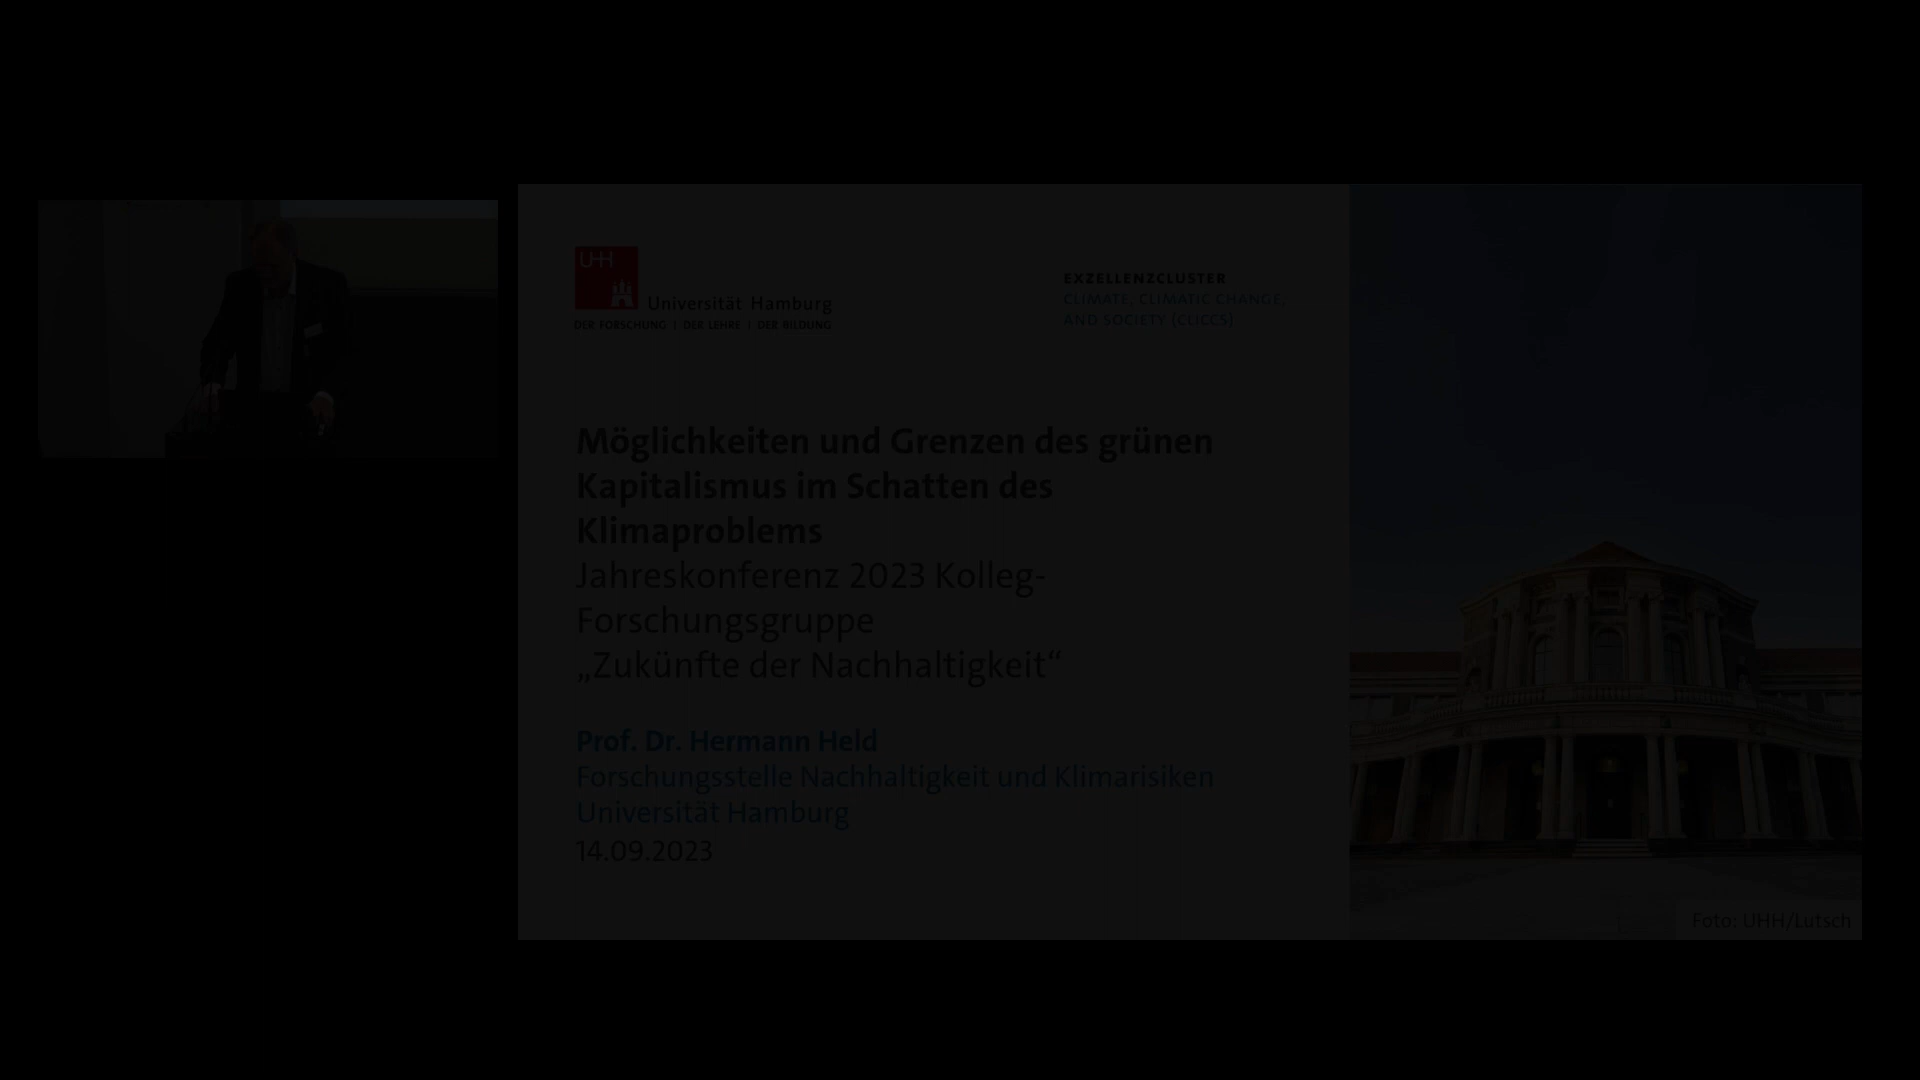 UHH
Universität Hamburg
DER FORSCHUNG | DER LEHRE | DER BILDUNG
EXZELLENZCLUSTER
CLIMATE, CLIMATIC CHANGE,
AND SOCIETY (CLICCS)
Möglichkeiten und Grenzen des grünen
Kapitalismus im Schatten des
Klimaproblems
Jahreskonferenz 2023 Kolleg-
Forschungsgruppe
„Zukünfte der Nachhaltigkeit“
Prof. Dr. Hermann Held
Forschungsstelle Nachhaltigkeit und Klimarisiken
Universität Hamburg
14.09.2023
Foto: UHH/Lutsch